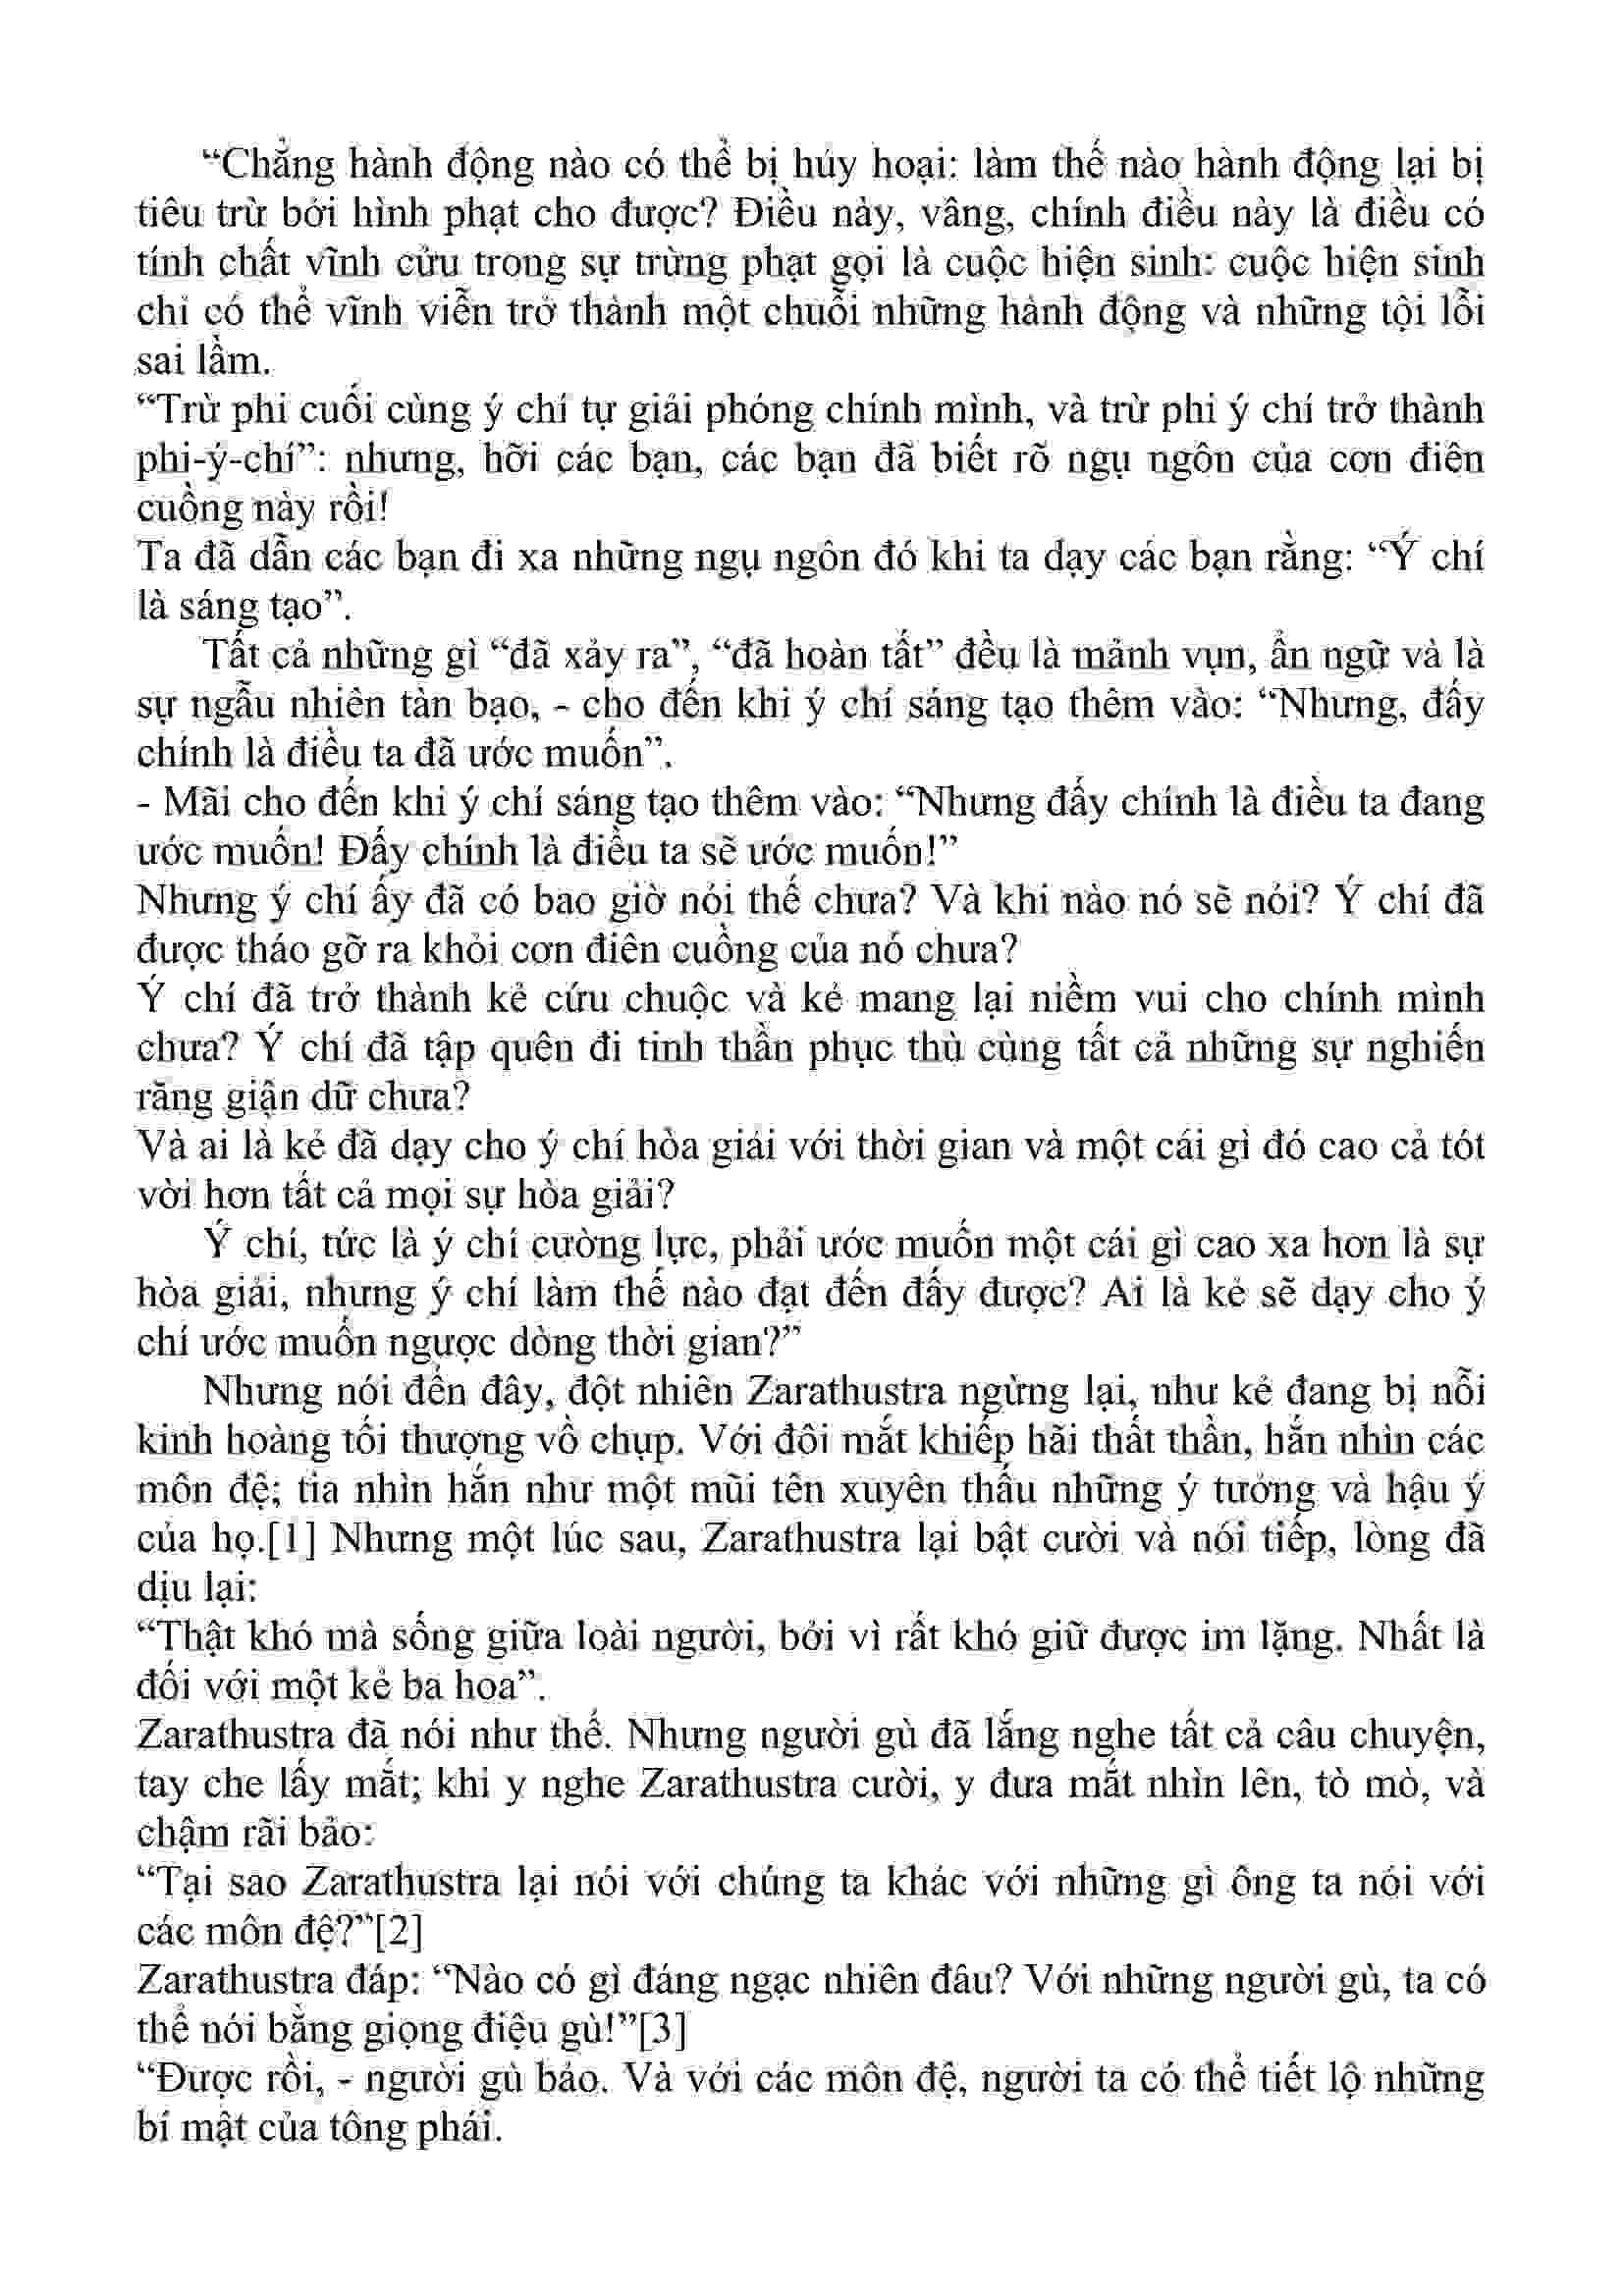 “Chẳng hành động nào có thể bị hủy hoại: làm thế nào hành động lại bị
tiêu trừ bởi hình phạt cho được? Điều này, vâng, chính điều này là điều có
tính chất vĩnh cửu trong sự trừng phạt gọi là cuộc hiện sinh: cuộc hiện sinh
chỉ có thể vĩnh viễn trở thành một chuỗi những hành động và những tội lỗi
sai lầm.
“Trừ phi cuối cùng ý chí tự giải phóng chính mình, và trừ phi ý chí trở thành
phi-ý-chí”: nhưng, hỡi các bạn, các bạn đã biết rõ ngụ ngôn của cơn điên
cuồng này rồi!
Ta đã dẫn các bạn đi xa những ngụ ngôn đó khi ta dạy các bạn rằng: “Ý chí
là sáng tạo”.
Tất cả những gì “đã xảy ra”, “đã hoàn tất” đều là mảnh vụn, ẩn ngữ và là
sự ngẫu nhiên tàn bạo, - cho đến khi ý chí sáng tạo thêm vào: “Nhưng, đấy
chính là điều ta đã ước muốn”.
- Mãi cho đến khi ý chí sáng tạo thêm vào: “Nhưng đấy chính là điều ta đang
ước muốn! Đấy chính là điều ta sẽ ước muốn!”
Nhưng ý chí ấy đã có bao giờ nói thế chưa? Và khi nào nó sẽ nói? Ý chí đã
được tháo gỡ ra khỏi cơn điên cuồng của nó chưa?
Ý chí đã trở thành kẻ cứu chuộc và kẻ mang lại niềm vui cho chính mình
chưa? Ý chí đã tập quên đi tinh thần phục thù cùng tất cả những sự nghiến
răng giận dữ chưa?
Và ai là kẻ đã dạy cho ý chí hòa giải với thời gian và một cái gì đó cao cả tót
vời hơn tất cả mọi sự hòa giải?
Ý chí, tức là ý chí cường lực, phải ước muốn một cái gì cao xa hơn là sự
hòa giải, nhưng ý chí làm thế nào đạt đến đấy được? Ai là kẻ sẽ dạy cho ý
chí ước muốn ngược dòng thời gian?”
Nhưng nói đến đây, đột nhiên Zarathustra ngừng lại, như kẻ đang bị nỗi
kinh hoàng tối thượng vồ chụp. Với đôi mắt khiếp hãi thất thần, hắn nhìn các
môn đệ; tia nhìn hắn như một mũi tên xuyên thấu những ý tưởng và hậu ý
của họ.[1] Nhưng một lúc sau, Zarathustra lại bật cười và nói tiếp, lòng đã
dịu lại:
“Thật khó mà sống giữa loài người, bởi vì rất khó giữ được im lặng. Nhất là
đối với một kẻ ba hoa”.
Zarathustra đã nói như thế. Nhưng người gù đã lắng nghe tất cả câu chuyện,
tay che lấy mắt; khi y nghe Zarathustra cười, y đưa mắt nhìn lên, tò mò, và
chậm rãi bảo:
“Tại sao Zarathustra lại nói với chúng ta khác với những gì ông ta nói với
các môn đệ?”[2]
Zarathustra đáp: “Nào có gì đáng ngạc nhiên đâu? Với những người gù, ta có
thể nói bằng giọng điệu gù!”[3]
“Được rồi, - người gù bảo. Và với các môn đệ, người ta có thể tiết lộ những
bí mật của tông phái.